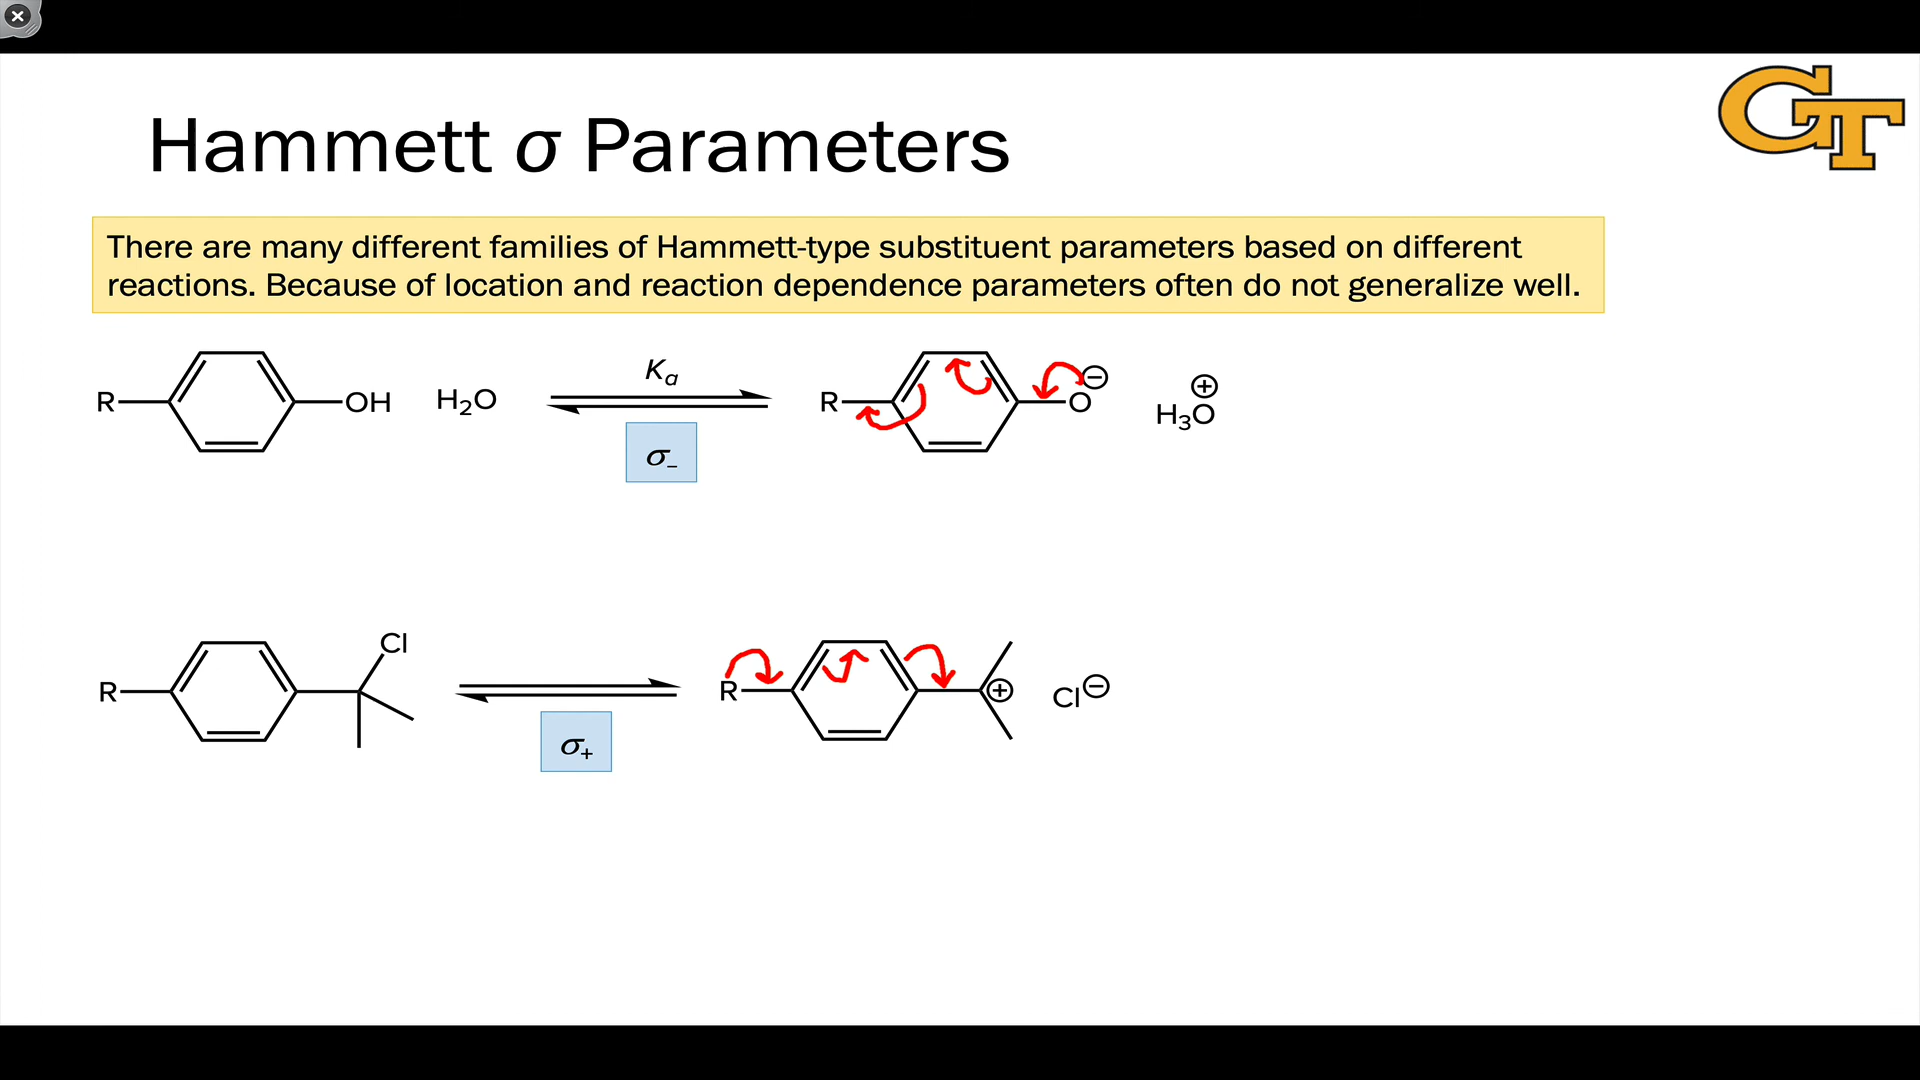 GT
Hammett σ Parameters
There are many different families of Hammett-type substituent parameters based on different
reactions. Because of location and reaction dependence parameters often do not generalize well.
R OH H₂O Kₐ R O ⊖ H₃O ⊕
σ₋
R Cl R ⊕ Cl ⊖
σ₊